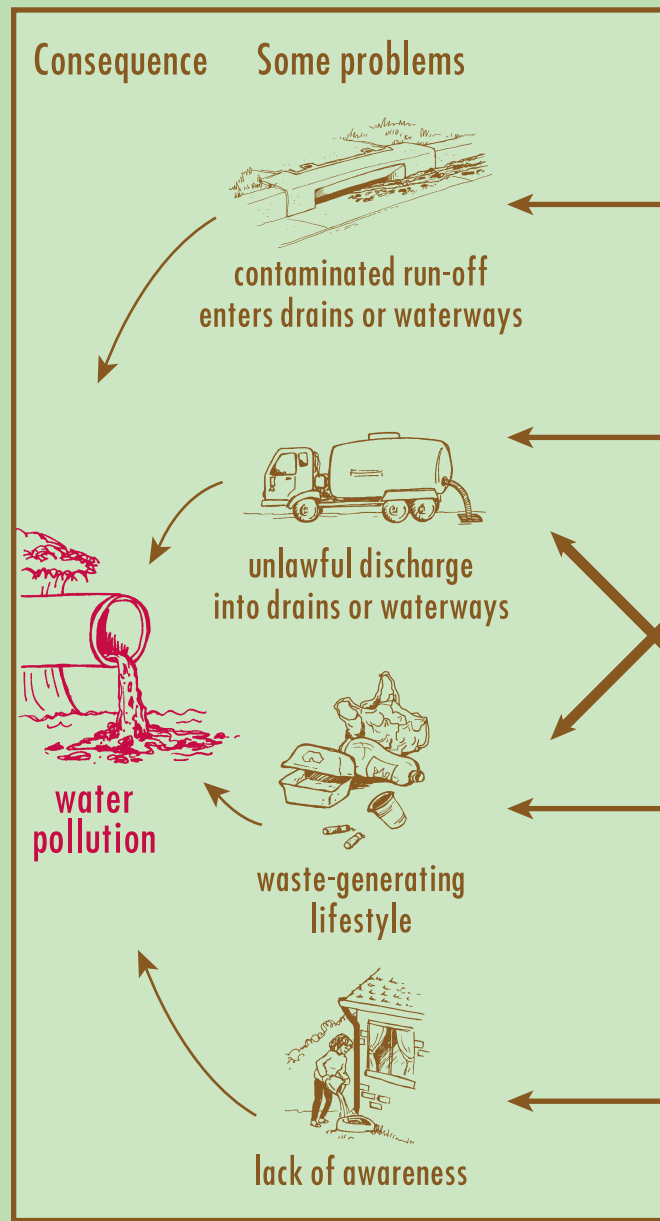 Consequence Some problems
contaminated run-off
enters drains or waterways
unlawful discharge
into drains or waterways
water
pollution
waste-generating
lifestyle
lack of awareness